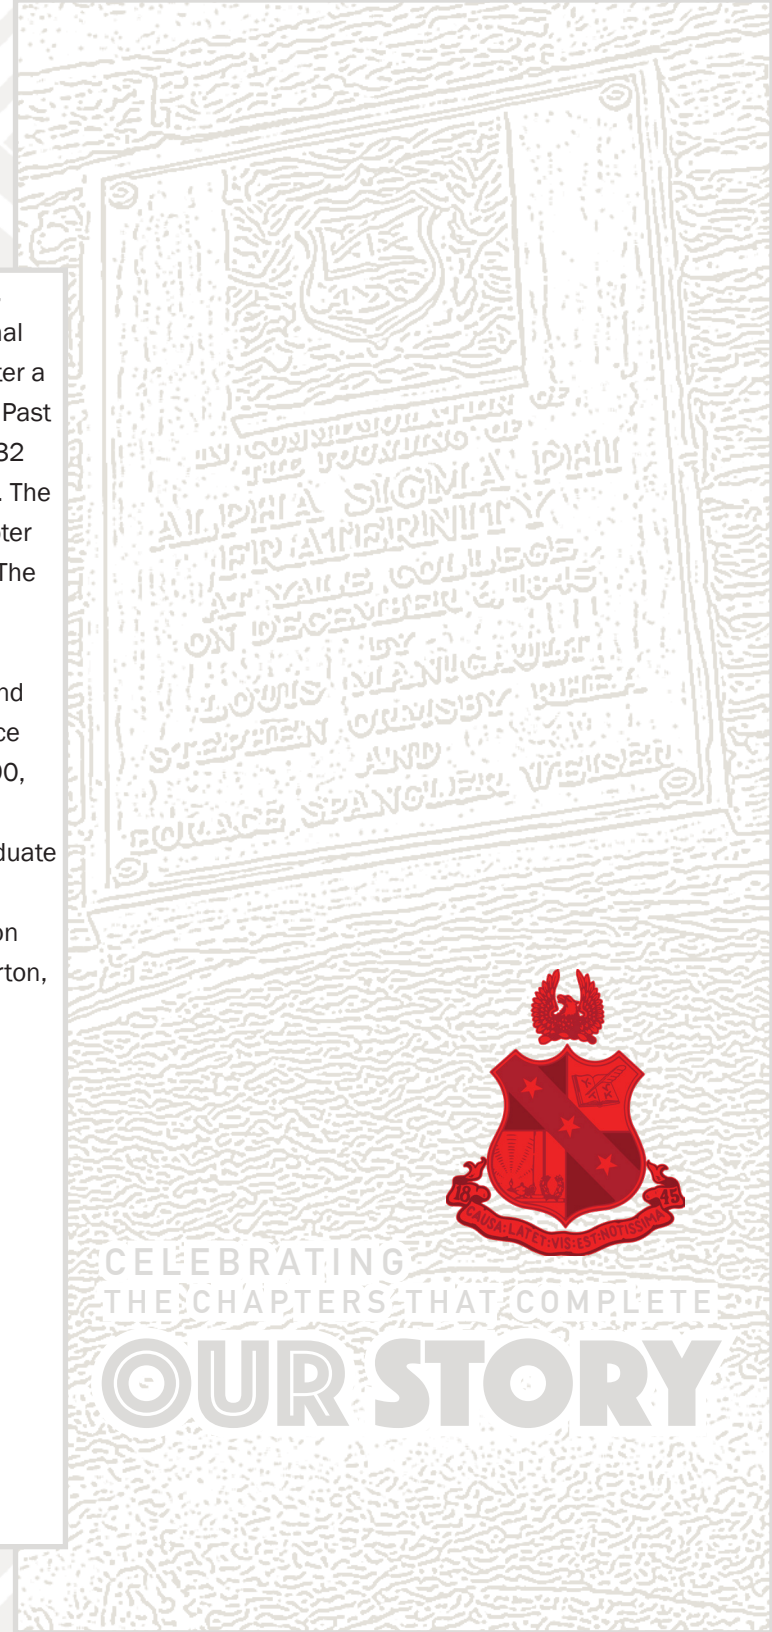 nal
ter a
Past
32
. The
ter
The
nd
ce
00,
duate
on
rton,
IN COMMEMORATION OF
THE FOUNDING OF
ALPHA SIGMA PHI
FRATERNITY
AT YALE COLLEGE
ON DECEMBER 6, 1845
BY
LOUIS MANIGAULT
STEPHEN ORMSBY RHEA
AND
HORACE SPANGLER WEISER
18 45
CAUSA:LATET:VIS:EST:NOTISSIMA
CELEBRATING
THE CHAPTERS THAT COMPLETE
OUR STORY